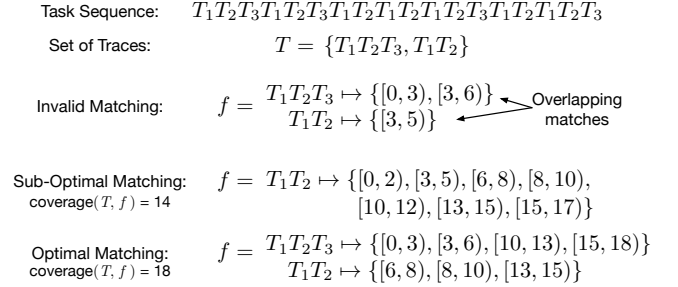 Task Sequence: T₁T₂T₃T₁T₂T₃T₁T₂T₁T₂T₁T₂T₃T₁T₂T₁T₂T₃
Set of Traces: T = {T₁T₂T₃, T₁T₂}
Invalid Matching: f = T₁T₂T₃ ↦ {[0, 3), [3, 6)}
T₁T₂ ↦ {[3, 5)}
Overlapping
matches
Sub-Optimal Matching: f = T₁T₂ ↦ {[0, 2), [3, 5), [6, 8), [8, 10),
coverage(T, f) = 14 [10, 12), [13, 15), [15, 17)}
Optimal Matching: f = T₁T₂T₃ ↦ {[0, 3), [3, 6), [10, 13), [15, 18)}
coverage(T, f) = 18 T₁T₂ ↦ {[6, 8), [8, 10), [13, 15)}